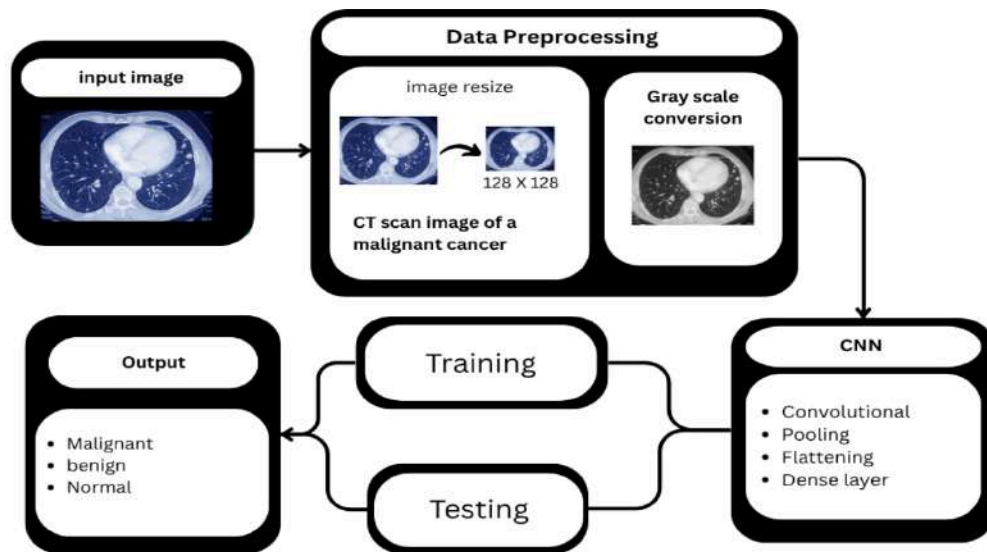 input image
Data Preprocessing
image resize
128 X 128
CT scan image of a
malignant cancer
Gray scale
conversion
CNN
• Convolutional
• Pooling
• Flattening
• Dense layer
Training
Testing
Output
• Malignant
• benign
• Normal